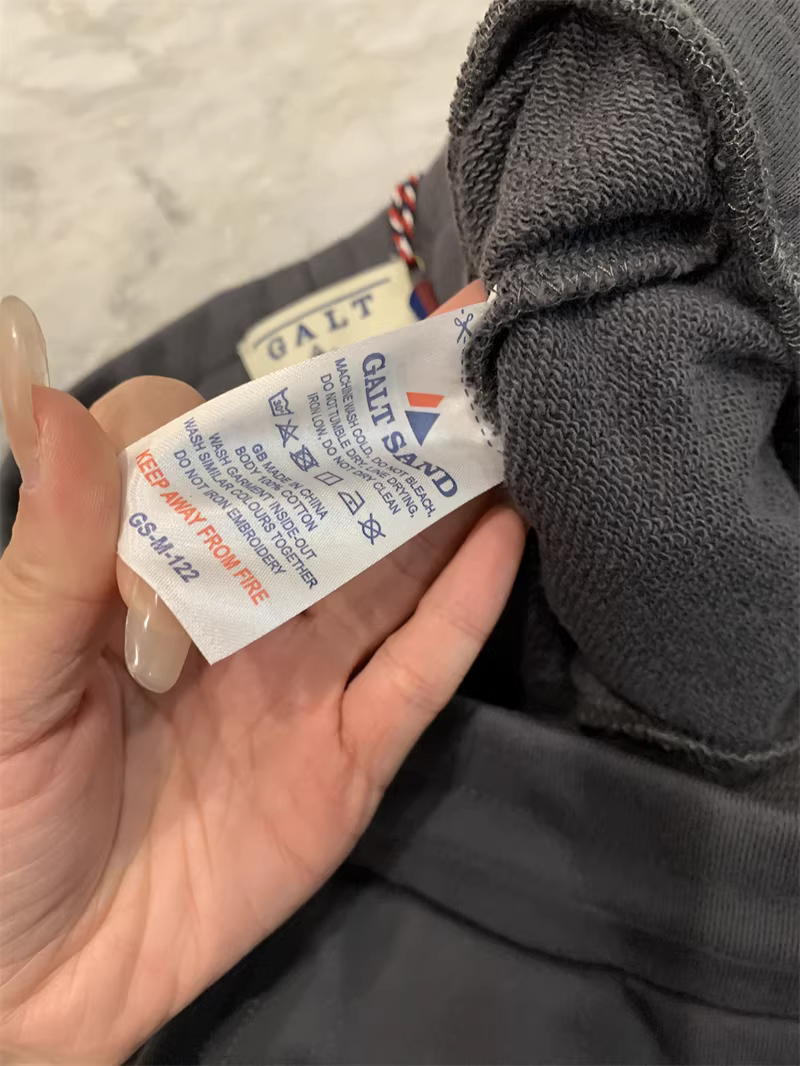 GALT
GALT SAND
MACHINE WASH COLD, DO NOT BLEACH,
DO NOT TUMBLE DRY, LINE DRYING,
IRON LOW, DO NOT DRY CLEAN
30°
GB MADE IN CHINA
BODY 100% COTTON
WASH GARMENT INSIDE-OUT
WASH SIMILAR COLOURS TOGETHER
DO NOT IRON EMBROIDERY
KEEP AWAY FROM FIRE
GS-M-122